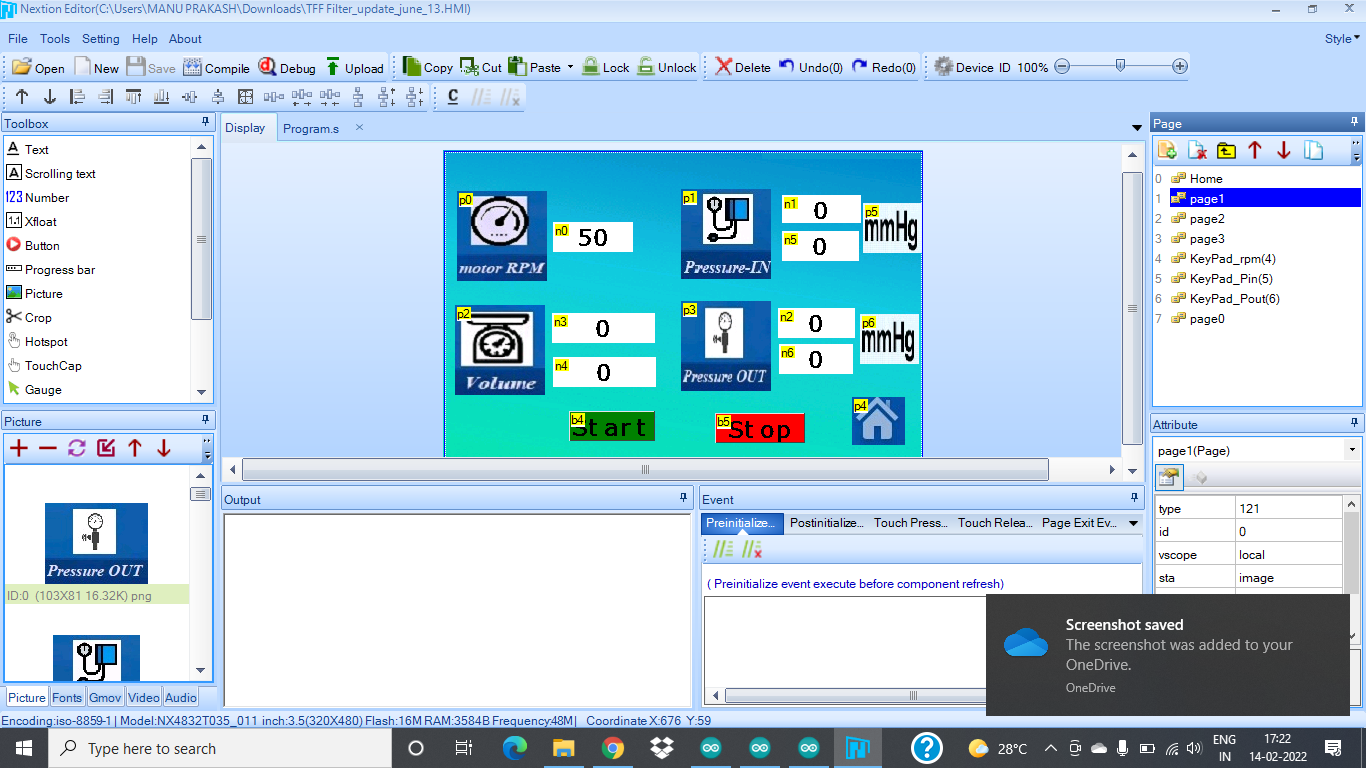 Nextion Editor(C:\Users\MANU PRAKASH\Downloads\TFF Filter_update_june_13.HMI)
File Tools Setting Help About Style
Open New Save Compile Debug Upload Copy Cut Paste Lock Unlock Delete Undo(0) Redo(0) Device ID 100%
C
Toolbox
Text
Scrolling text
Number
Xfloat
Button
Progress bar
Picture
Crop
Hotspot
TouchCap
Gauge
Picture
Pressure OUT
ID:0 (103X81 16.32K) png
Picture Fonts Gmov Video Audio
Display Program.s
p0
motor RPM
n0 50
p1
Pressure-IN
n1 0
n5 0
p5
mmHg
p2
Volume
n3 0
n4 0
p3
Pressure OUT
n2 0
n6 0
p6
mmHg
b4 Start
b5 Stop
p4
Output
Event
Preinitialize... Postinitialize... Touch Press... Touch Relea... Page Exit Ev...
( Preinitialize event execute before component refresh)
Page
0 Home
1 page1
2 page2
3 page3
4 KeyPad_rpm(4)
5 KeyPad_Pin(5)
6 KeyPad_Pout(6)
7 page0
Attribute
page1(Page)
type 121
id 0
vscope local
sta image
Screenshot saved
The screenshot was added to your
OneDrive.
OneDrive
Encoding:iso-8859-1 | Model:NX4832T035_011 inch:3.5(320X480) Flash:16M RAM:3584B Frequency48M| Coordinate X:676 Y:59
Type here to search
28°C
ENG
IN
17:22
14-02-2022